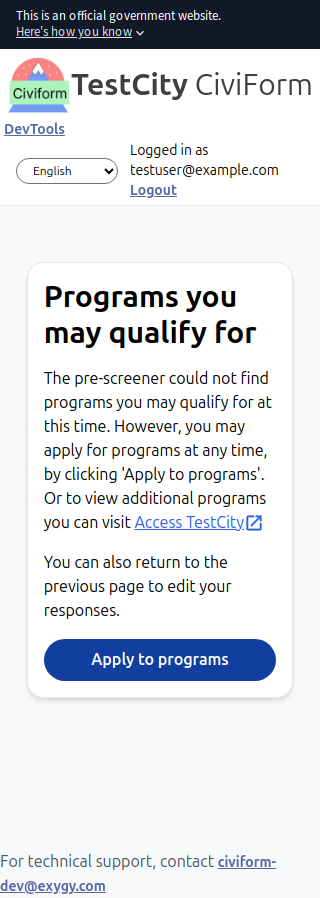 This is an official government website.
Here's how you know
Civiform
TestCity CiviForm
DevTools
Logged in as
English
testuser@example.com
Logout
Programs you
may qualify for
The pre-screener could not find
programs you may qualify for at
this time. However, you may
apply for programs at any time,
by clicking 'Apply to programs'.
Or to view additional programs
you can visit Access TestCity
You can also return to the
previous page to edit your
responses.
Apply to programs
For technical support, contact civiform-
dev@exygy.com